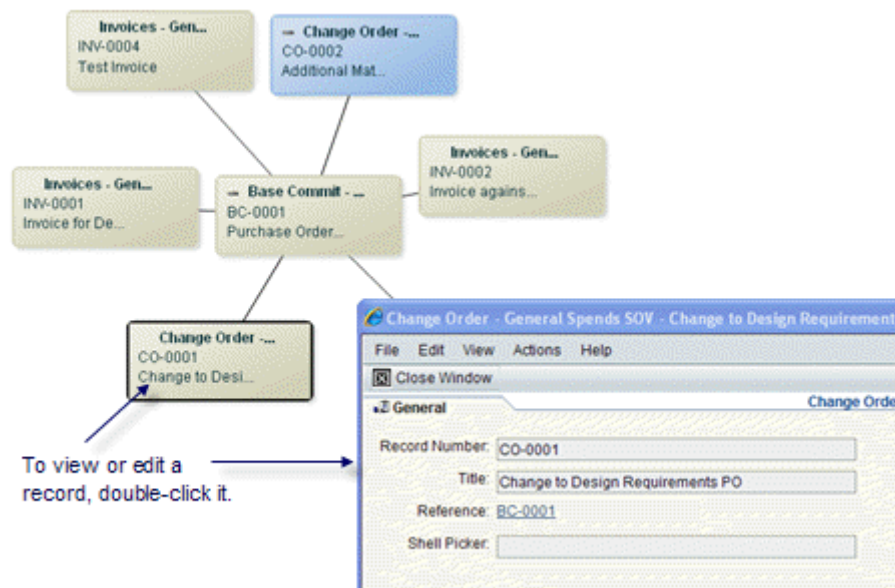 Invoices - Gen...
INV-0004
Test Invoice
Change Order -...
CO-0002
Additional Mat...
Invoices - Gen...
INV-0001
Invoice for De...
Base Commit - ...
BC-0001
Purchase Order...
Invoices - Gen...
INV-0002
Invoice agains...
Change Order -...
CO-0001
Change to Desi...
To view or edit a
record, double-click it.
Change Order - General Spends SOV - Change to Design Requirement
File Edit View Actions Help
Close Window
General
Change Orde
Record Number: CO-0001
Title: Change to Design Requirements PO
Reference: BC-0001
Shell Picker: